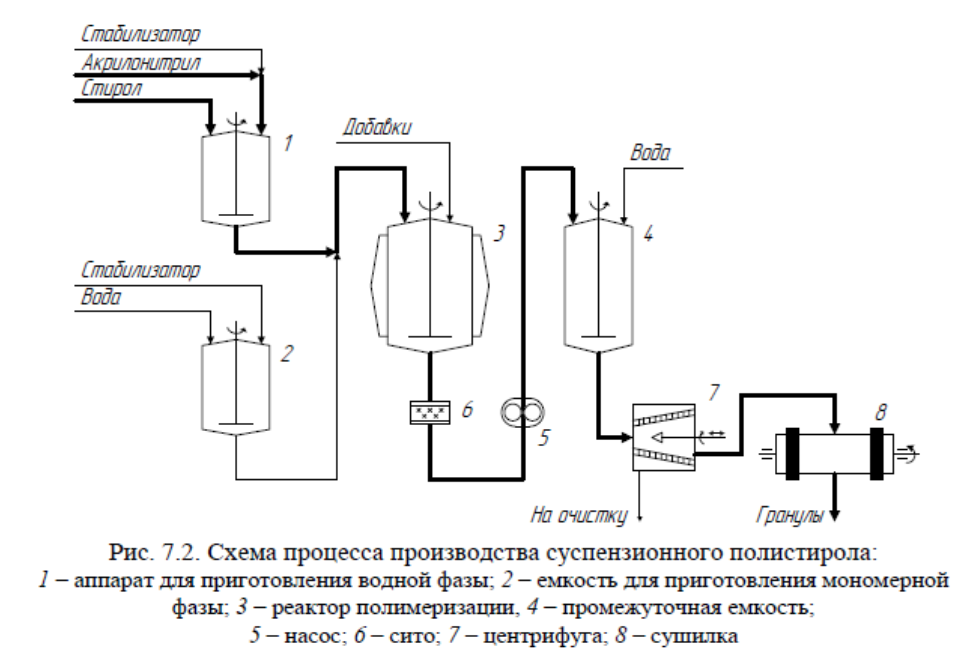 Стабилизатор
Акрилонитрил
Стирол
1
Добавки
Вода
3
4
Стабилизатор
Вода
2
6
5
7
8
На очистку
Гранулы
Рис. 7.2. Схема процесса производства суспензионного полистирола:
1 – аппарат для приготовления водной фазы; 2 – емкость для приготовления мономерной
фазы; 3 – реактор полимеризации, 4 – промежуточная емкость;
5 – насос; 6 – сито; 7 – центрифуга; 8 – сушилка